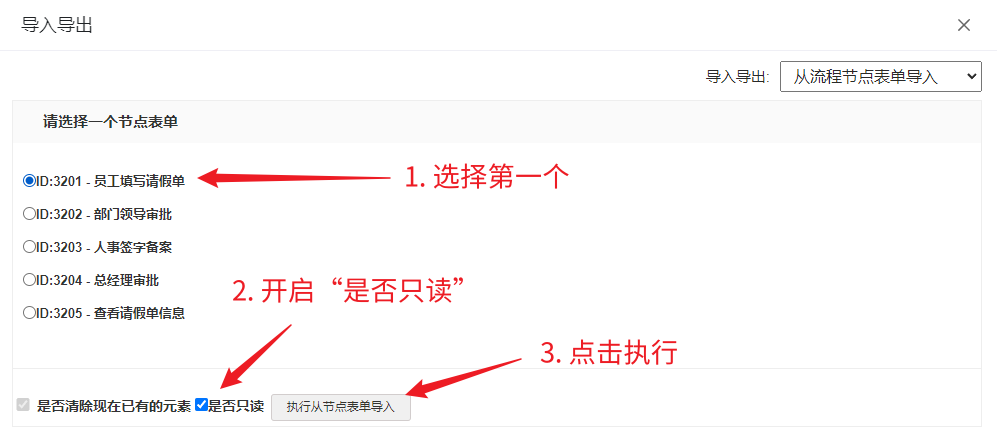 导入导出
导入导出: 从流程节点表单导入
请选择一个节点表单
ID:3201 - 员工填写请假单
1. 选择第一个
ID:3202 - 部门领导审批
ID:3203 - 人事签字备案
ID:3204 - 总经理审批
2. 开启“是否只读”
ID:3205 - 查看请假单信息
3. 点击执行
是否清除现在已有的元素 是否只读 执行从节点表单导入